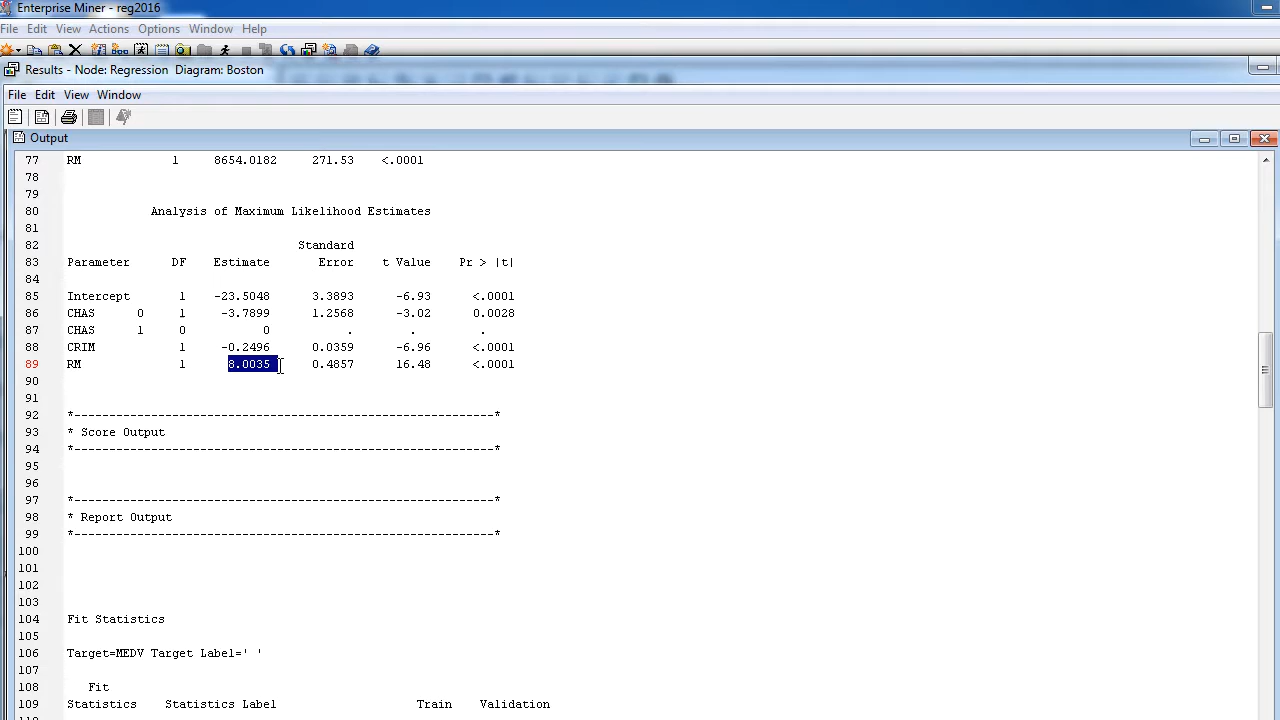 Enterprise Miner - reg2016
File Edit View Actions Options Window Help
Results - Node: Regression Diagram: Boston
File Edit View Window
Output
77 RM 1 8654.0182 271.53 <.0001
78
79
80 Analysis of Maximum Likelihood Estimates
81
82 Standard
83 Parameter DF Estimate Error t Value Pr > |t|
84
85 Intercept 1 -23.5048 3.3893 -6.93 <.0001
86 CHAS 0 1 -3.7899 1.2568 -3.02 0.0028
87 CHAS 1 0 0 . . .
88 CRIM 1 -0.2496 0.0359 -6.96 <.0001
89 RM 1 8.0035 0.4857 16.48 <.0001
90
91
92 *-------------------------------------------------------------*
93 * Score Output
94 *-------------------------------------------------------------*
95
96
97 *-------------------------------------------------------------*
98 * Report Output
99 *-------------------------------------------------------------*
100
101
102
103
104 Fit Statistics
105
106 Target=MEDV Target Label=' '
107
108 Fit
109 Statistics Statistics Label Train Validation